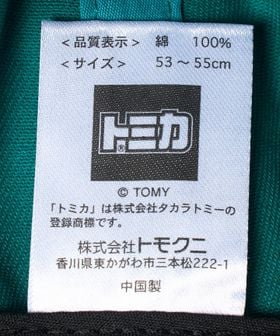 <品質表示> 綿 100%
<サイズ> 53～55cm
トミカ
®
© TOMY
「トミカ」は株式会社タカラトミーの
登録商標です。
株式会社トモクニ
香川県東かがわ市三本松222-1
中国製